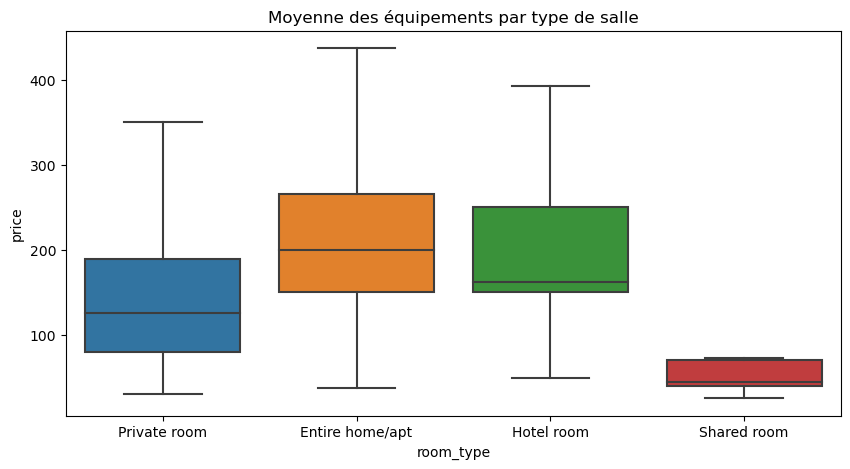 Moyenne des équipements par type de salle
400
300
200
100
price
Private room
Entire home/apt
Hotel room
Shared room
room_type